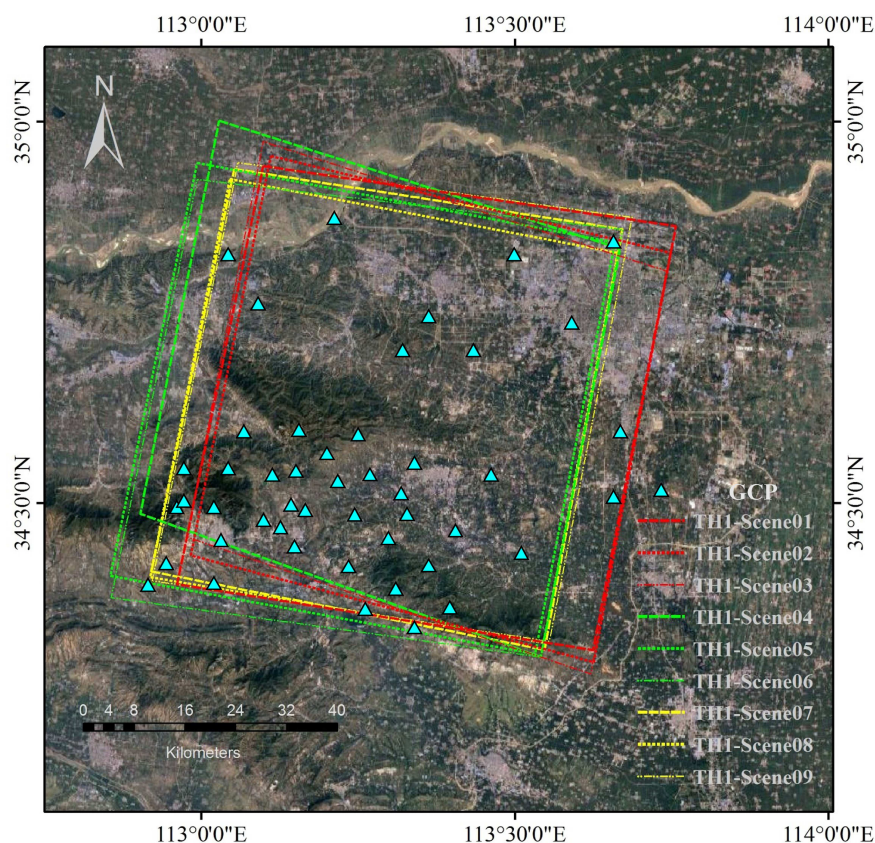 113°0'0"E 113°30'0"E 114°0'0"E
35°0'0"N 35°0'0"N
N
34°30'0"N 34°30'0"N
GCP
TH1-Scene01
TH1-Scene02
TH1-Scene03
TH1-Scene04
TH1-Scene05
TH1-Scene06
TH1-Scene07
TH1-Scene08
TH1-Scene09
0 4 8 16 24 32 40
Kilometers
113°0'0"E 113°30'0"E 114°0'0"E